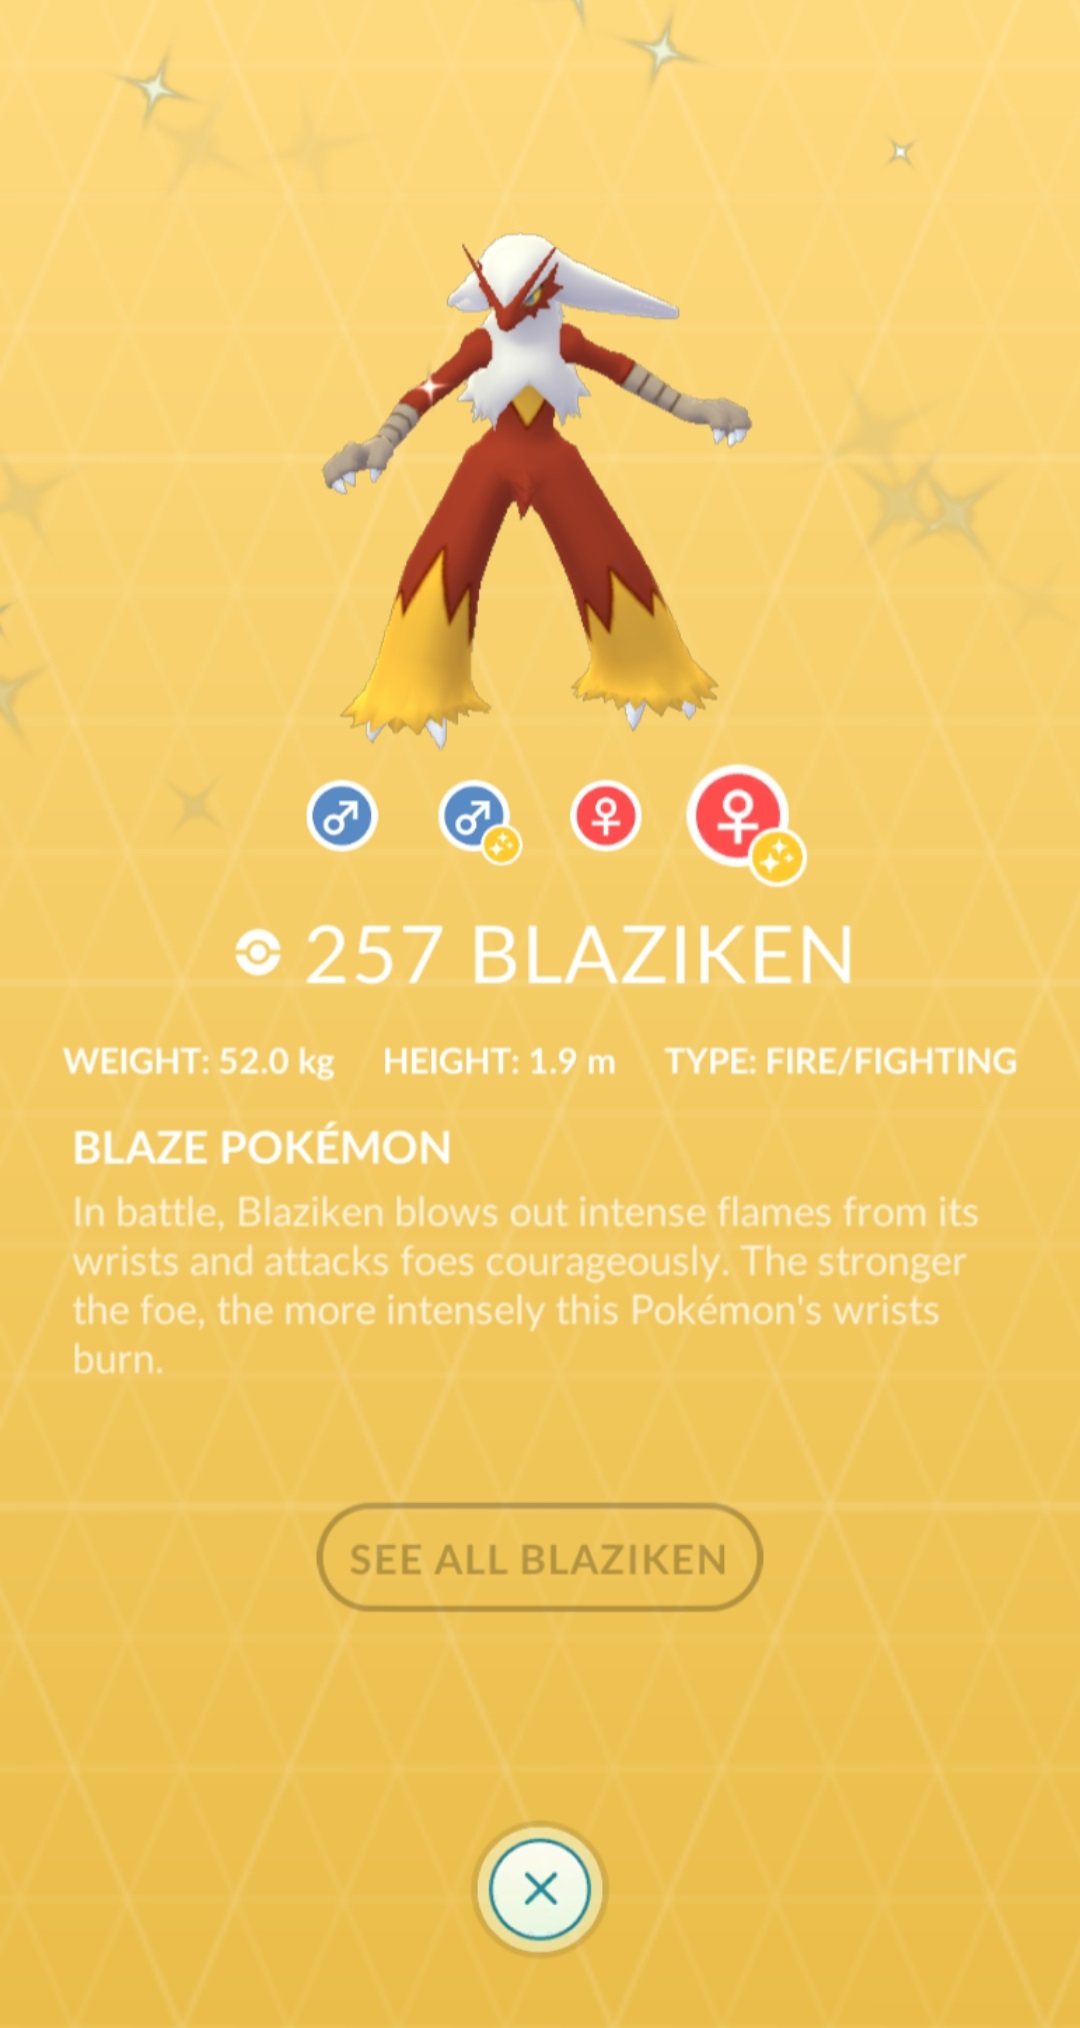 257 BLAZIKEN
WEIGHT: 52.0 kg HEIGHT: 1.9 m TYPE: FIRE/FIGHTING
BLAZE POKÉMON
In battle, Blaziken blows out intense flames from its
wrists and attacks foes courageously. The stronger
the foe, the more intensely this Pokémon's wrists
burn.
SEE ALL BLAZIKEN